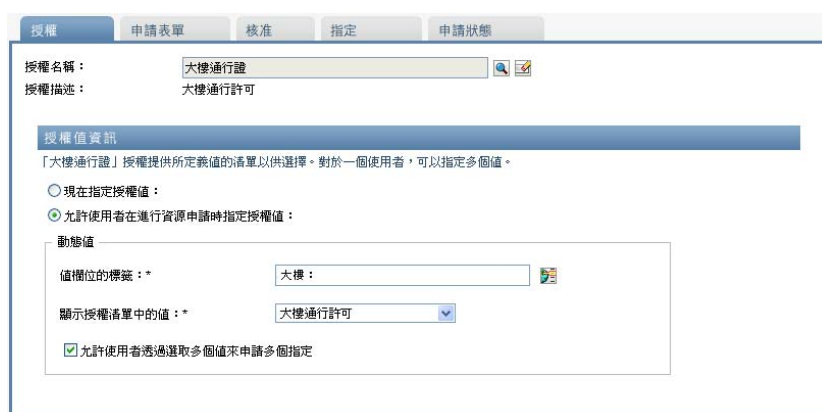 授權 申請表單 核准 指定 申請狀態
授權名稱： 大樓通行證
授權描述： 大樓通行許可
授權值資訊
「大樓通行證」授權提供所定義值的清單以供選擇。對於一個使用者，可以指定多個值。
現在指定授權值：
允許使用者在進行資源申請時指定授權值：
動態值
值欄位的標籤：* 大樓：
顯示授權清單中的值：* 大樓通行許可
允許使用者透過選取多個值來申請多個指定